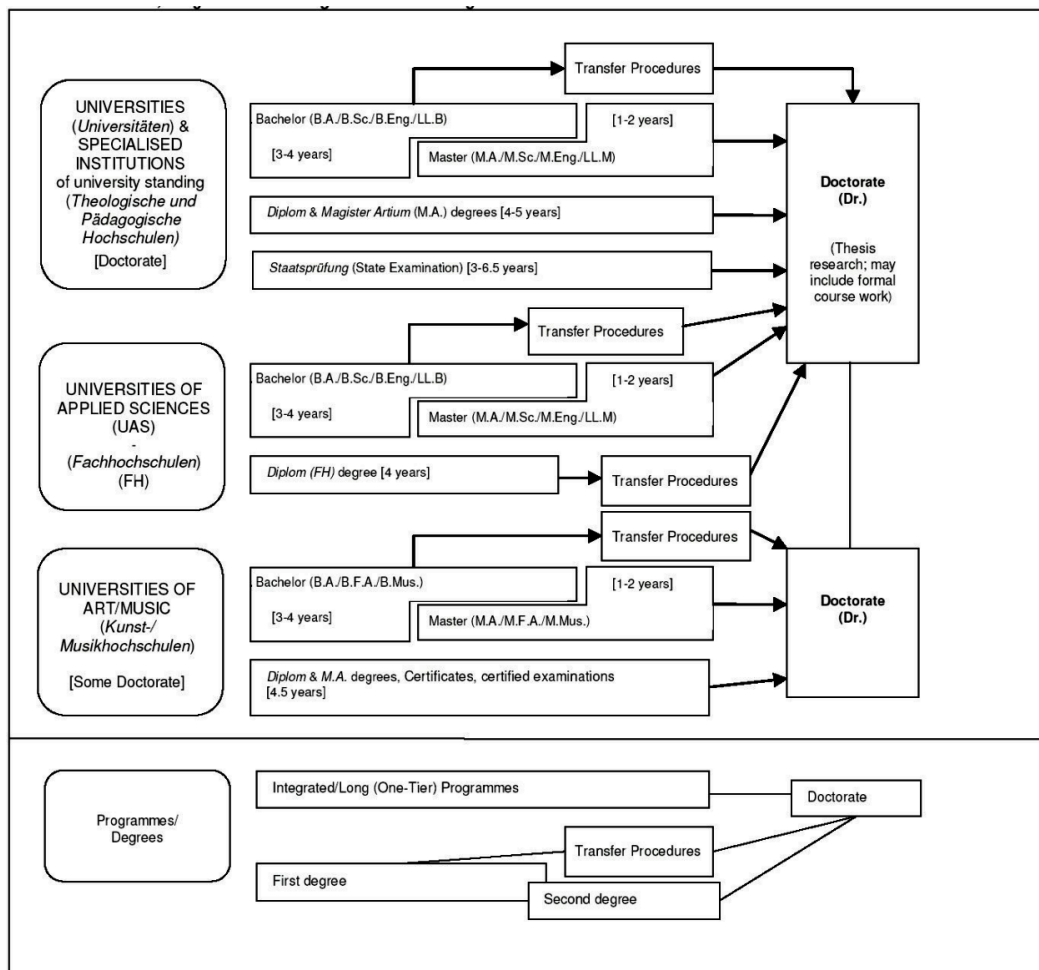 UNIVERSITIES
(Universitäten) &
SPECIALISED
INSTITUTIONS
of university standing
(Theologische und
Pädagogische
Hochschulen)
[Doctorate]
Transfer Procedures
. Bachelor (B.A./B.Sc./B.Eng./LL.B)
[3-4 years]
[1-2 years]
Master (M.A./M.Sc./M.Eng./LL.M)
Diplom & Magister Artium (M.A.) degrees [4-5 years]
Staatsprüfung (State Examination) [3-6.5 years]
Doctorate
(Dr.)
(Thesis
research; may
include formal
course work)
UNIVERSITIES OF
APPLIED SCIENCES
(UAS)
-
(Fachhochschulen)
(FH)
Transfer Procedures
. Bachelor (B.A./B.Sc./B.Eng./LL.B)
[3-4 years]
[1-2 years]
Master (M.A./M.Sc./M.Eng./LL.M)
Diplom (FH) degree [4 years]
Transfer Procedures
UNIVERSITIES OF
ART/MUSIC
(Kunst-/
Musikhochschulen)
[Some Doctorate]
Transfer Procedures
. Bachelor (B.A./B.F.A./B.Mus.)
[3-4 years]
[1-2 years]
Master (M.A./M.F.A./M.Mus.)
Diplom & M.A. degrees, Certificates, certified examinations
[4.5 years]
Doctorate
(Dr.)
Programmes/
Degrees
Integrated/Long (One-Tier) Programmes
Doctorate
Transfer Procedures
First degree
Second degree